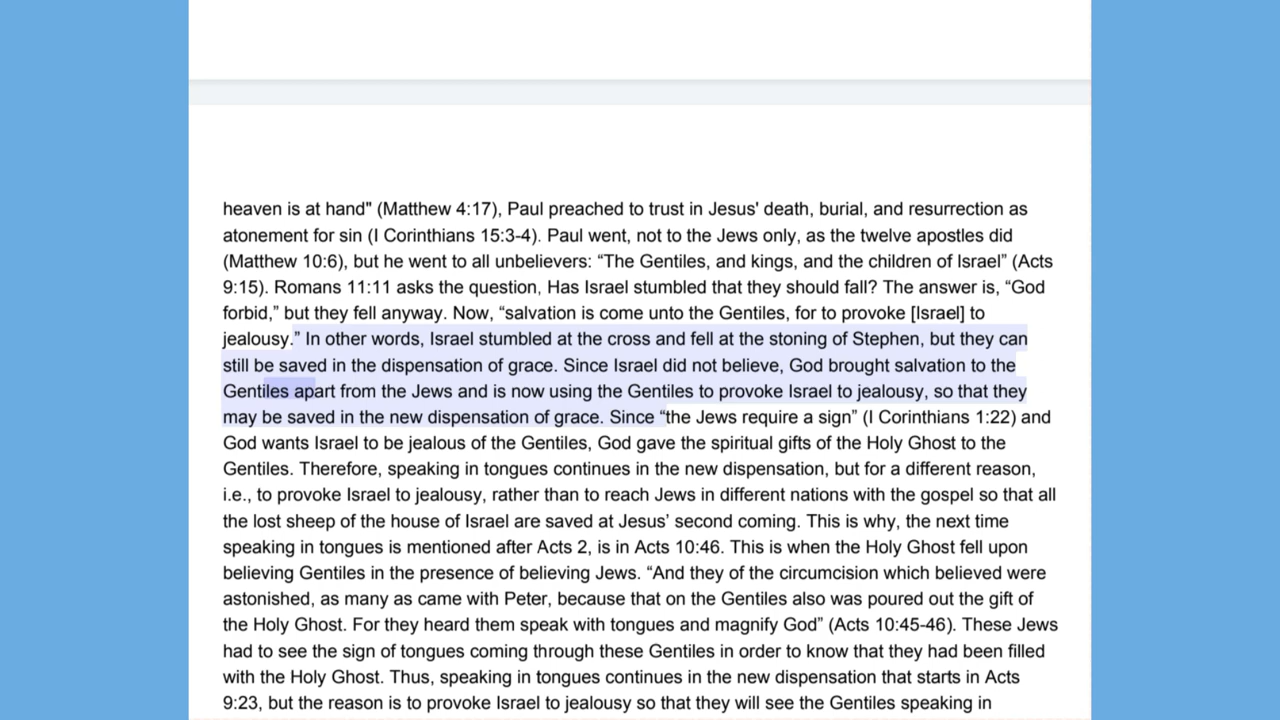 heaven is at hand" (Matthew 4:17), Paul preached to trust in Jesus' death, burial, and resurrection as
atonement for sin (I Corinthians 15:3-4). Paul went, not to the Jews only, as the twelve apostles did
(Matthew 10:6), but he went to all unbelievers: “The Gentiles, and kings, and the children of Israel” (Acts
9:15). Romans 11:11 asks the question, Has Israel stumbled that they should fall? The answer is, “God
forbid,” but they fell anyway. Now, “salvation is come unto the Gentiles, for to provoke [Israel] to
jealousy.” In other words, Israel stumbled at the cross and fell at the stoning of Stephen, but they can
still be saved in the dispensation of grace. Since Israel did not believe, God brought salvation to the
Gentiles apart from the Jews and is now using the Gentiles to provoke Israel to jealousy, so that they
may be saved in the new dispensation of grace. Since “the Jews require a sign” (I Corinthians 1:22) and
God wants Israel to be jealous of the Gentiles, God gave the spiritual gifts of the Holy Ghost to the
Gentiles. Therefore, speaking in tongues continues in the new dispensation, but for a different reason,
i.e., to provoke Israel to jealousy, rather than to reach Jews in different nations with the gospel so that all
the lost sheep of the house of Israel are saved at Jesus’ second coming. This is why, the next time
speaking in tongues is mentioned after Acts 2, is in Acts 10:46. This is when the Holy Ghost fell upon
believing Gentiles in the presence of believing Jews. “And they of the circumcision which believed were
astonished, as many as came with Peter, because that on the Gentiles also was poured out the gift of
the Holy Ghost. For they heard them speak with tongues and magnify God” (Acts 10:45-46). These Jews
had to see the sign of tongues coming through these Gentiles in order to know that they had been filled
with the Holy Ghost. Thus, speaking in tongues continues in the new dispensation that starts in Acts
9:23, but the reason is to provoke Israel to jealousy so that they will see the Gentiles speaking in